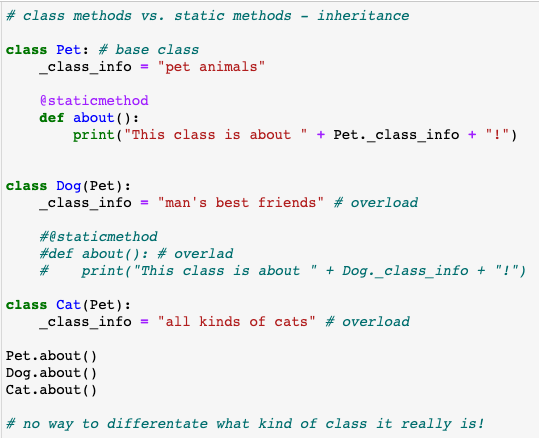 # class methods vs. static methods - inheritance
class Pet: # base class
    _class_info = "pet animals"
    @staticmethod
    def about():
        print("This class is about " + Pet._class_info + "!")
class Dog(Pet):
    _class_info = "man's best friends" # overload
    #@staticmethod
    #def about(): # overlad
    #    print("This class is about " + Dog._class_info + "!")
class Cat(Pet):
    _class_info = "all kinds of cats" # overload
Pet.about()
Dog.about()
Cat.about()
# no way to differentate what kind of class it really is!